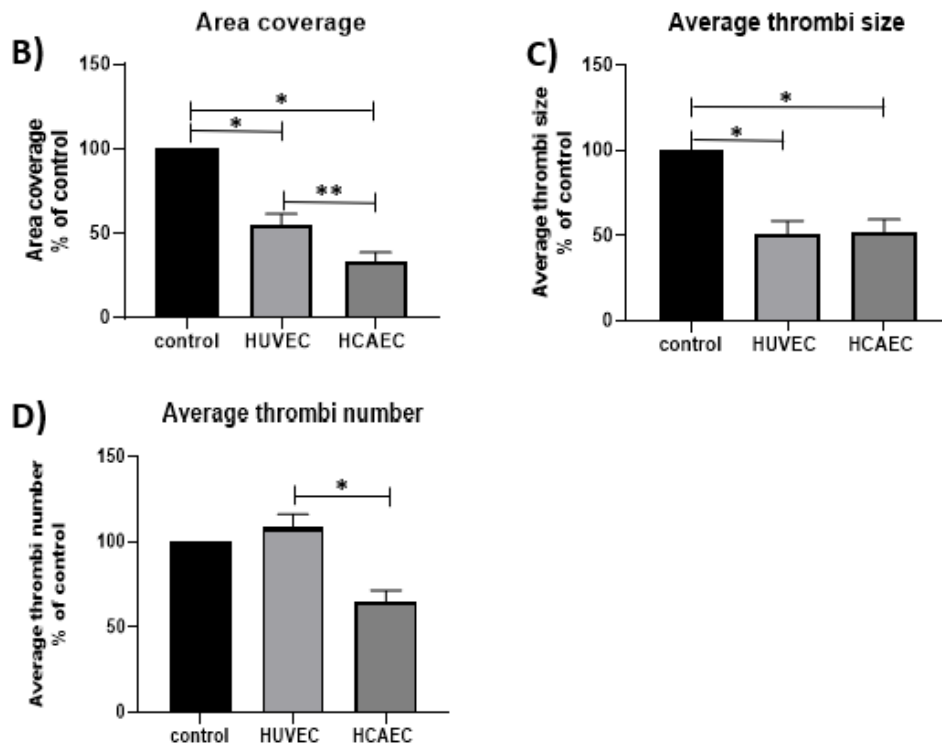 B)
Area coverage
Area coverage
% of control
150
100
50
0
*
*
**
control HUVEC HCAEC
C)
Average thrombi size
Average thrombi size
% of control
150
100
50
0
*
*
control HUVEC HCAEC
D)
Average thrombi number
Average thrombi number
% of control
150
100
50
0
*
control HUVEC HCAEC